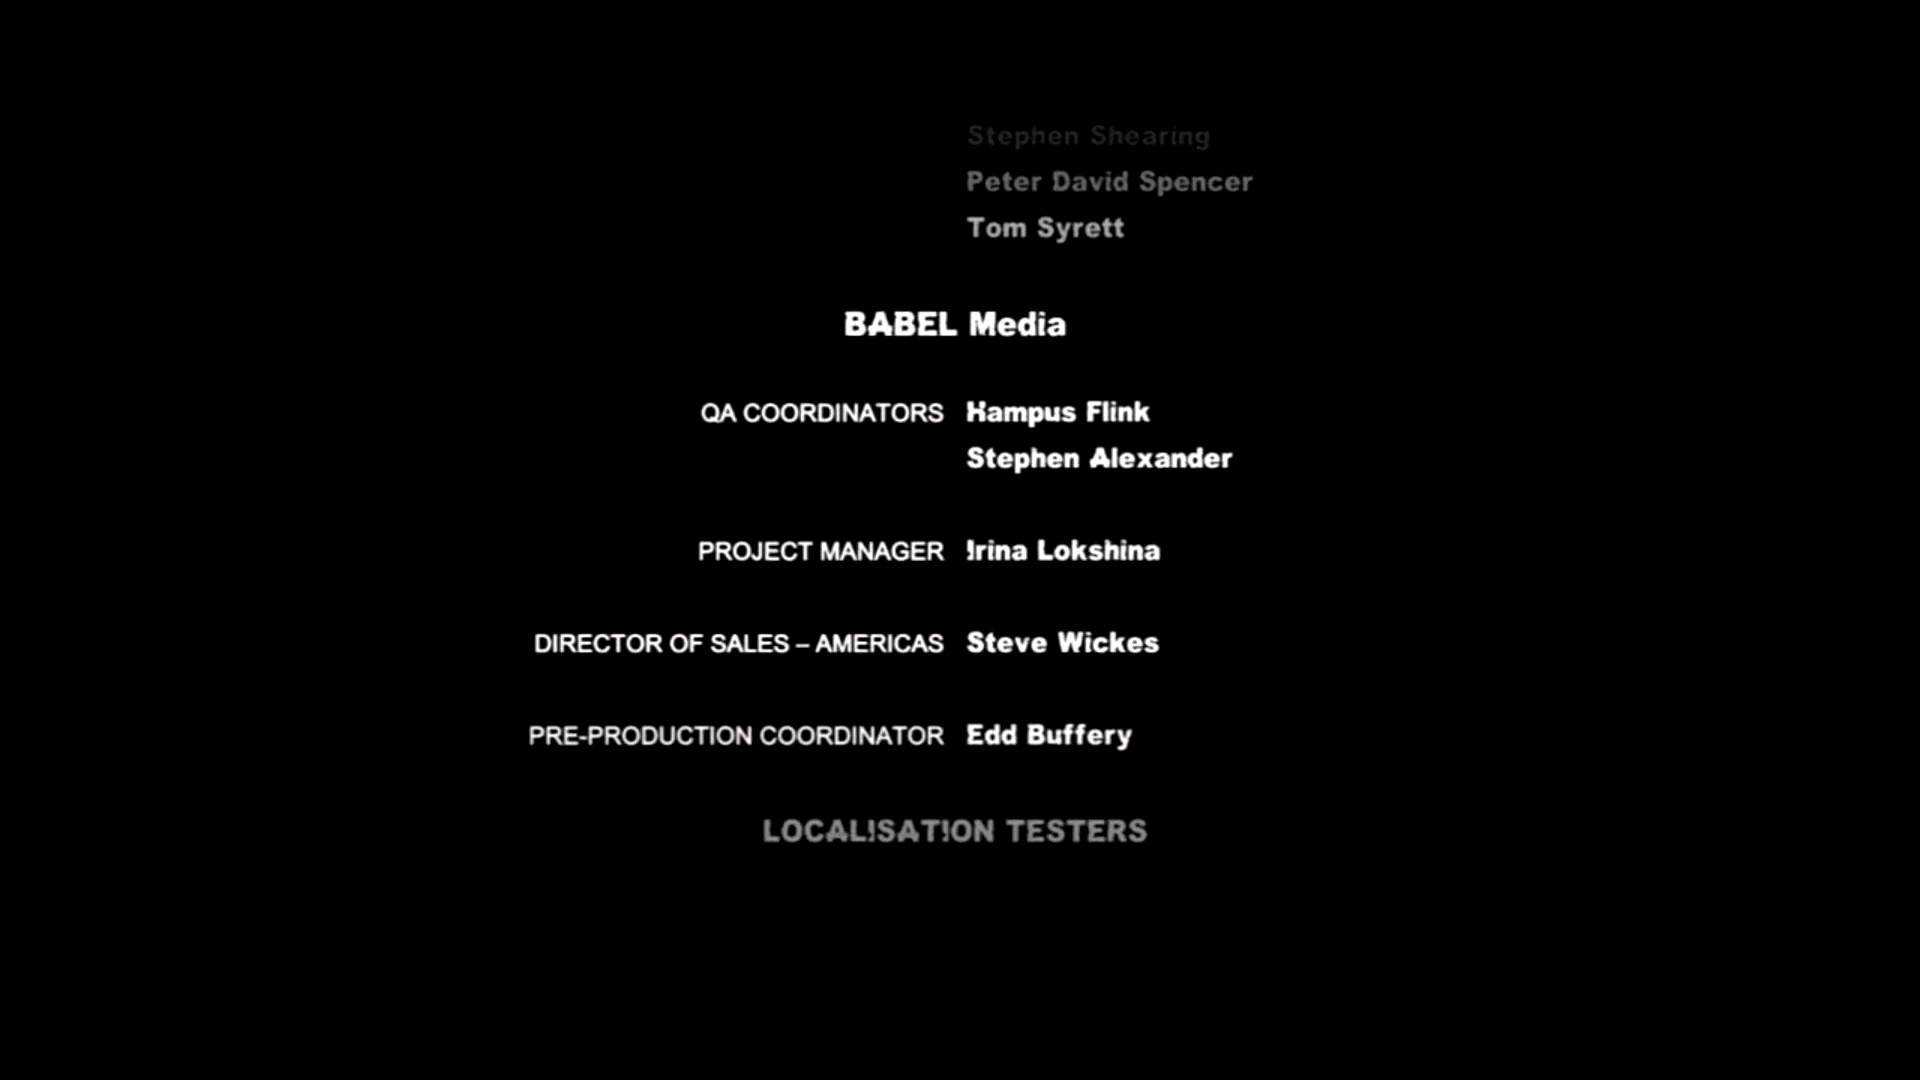 Stephen Shearing
Peter David Spencer
Tom Syrett
BABEL Media
QA COORDINATORS Hampus Flink
Stephen Alexander
PROJECT MANAGER Irina Lokshina
DIRECTOR OF SALES – AMERICAS Steve Wickes
PRE-PRODUCTION COORDINATOR Edd Buffery
LOCALISATION TESTERS